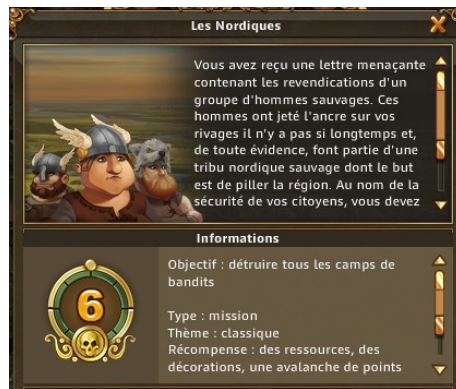 Les Nordiques
Vous avez reçu une lettre menaçante
contenant les revendications d'un
groupe d'hommes sauvages. Ces
hommes ont jeté l'ancre sur vos
rivages il n'y a pas si longtemps et,
de toute évidence, font partie d'une
tribu nordique sauvage dont le but
est de piller la région. Au nom de la
sécurité de vos citoyens, vous devez
Informations
6
Objectif : détruire tous les camps de
bandits
Type : mission
Thème : classique
Récompense : des ressources, des
décorations, une avalanche de points